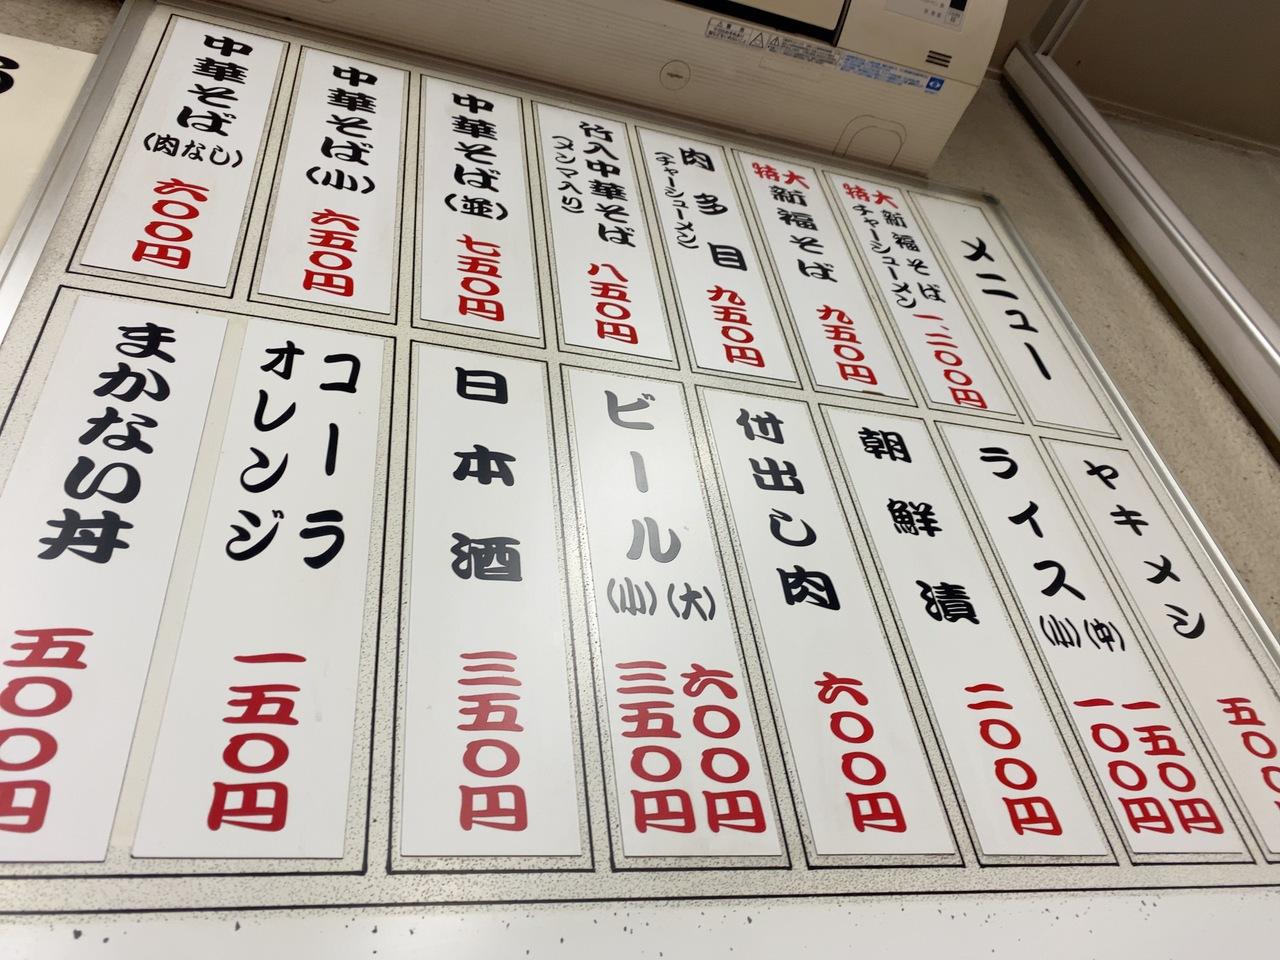 メニュー
特大
新福そば
チャーシューメン
一、二〇〇円
特大
新福そば
九五〇円
肉多目
(チャーシューメン)
九五〇円
竹入中華そば
(メンマ入り)
八五〇円
中華そば
(並)
七五〇円
中華そば
(小)
六五〇円
中華そば
(肉なし)
六〇〇円
ヤキメシ
五〇
ライス
(中)
一五〇円
(小)
一〇〇円
朝鮮漬
二〇〇円
付出し肉
六〇〇円
ビール
(大)
六〇〇円
(小)
三五〇円
日本酒
三五〇円
コーラ
オレンジ
一五〇円
まかない丼
五〇〇円